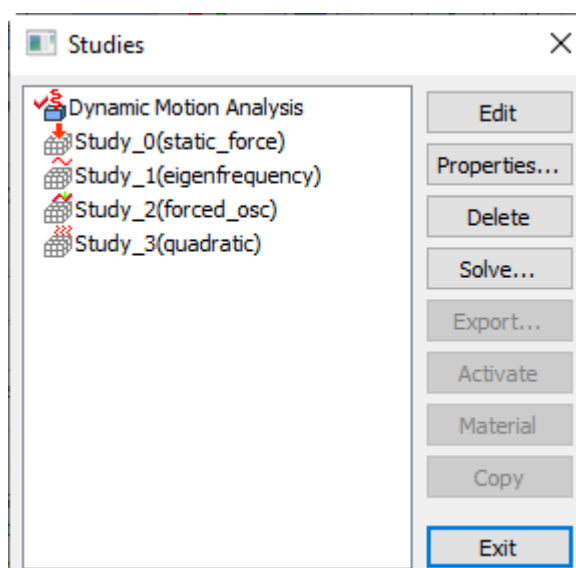 Studies
Dynamic Motion Analysis
Study_0(static_force)
Study_1(eigenfrequency)
Study_2(forced_osc)
Study_3(quadratic)
Edit
Properties...
Delete
Solve...
Export...
Activate
Material
Copy
Exit